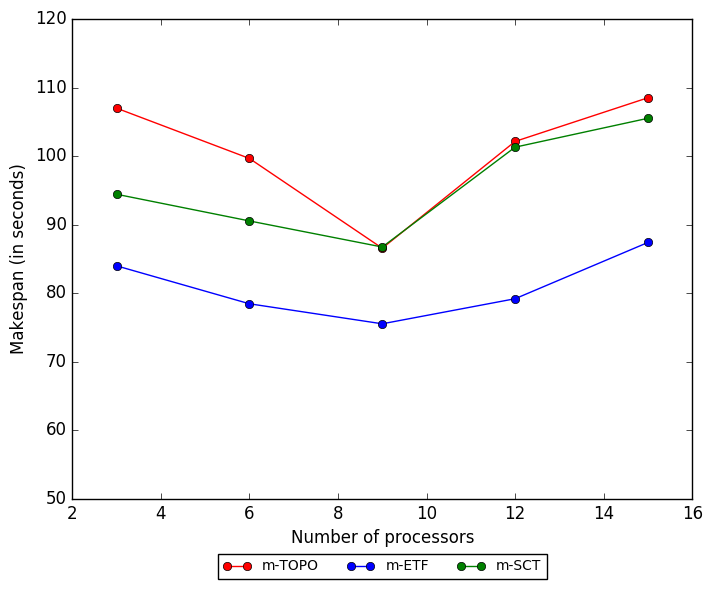 120
110
100
90
80
70
60
50
Makespan (in seconds)
2 4 6 8 10 12 14 16
Number of processors
m-TOPO m-ETF m-SCT